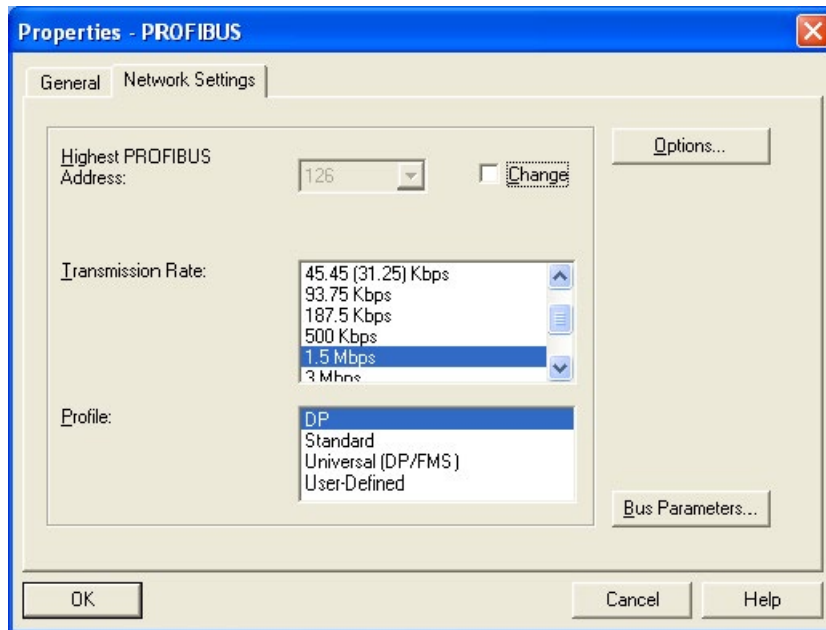 Properties - PROFIBUS
General
Network Settings
Highest PROFIBUS
Address:
126
Change
Options...
Transmission Rate:
45.45 (31.25) Kbps
93.75 Kbps
187.5 Kbps
500 Kbps
1.5 Mbps
3 Mbps
Profile:
DP
Standard
Universal (DP/FMS)
User-Defined
Bus Parameters...
OK
Cancel
Help